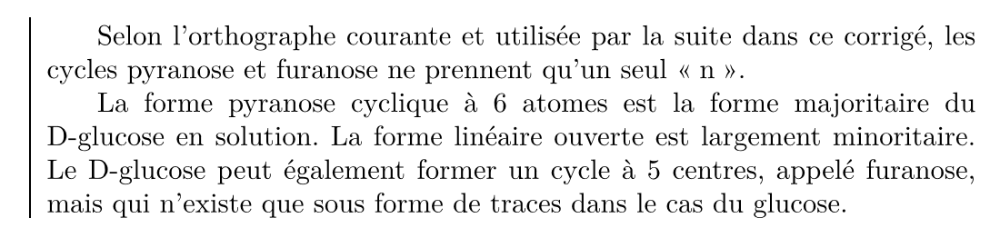 Selon l'orthographe courante et utilisée par la suite dans ce corrigé, les
cycles pyranose et furanose ne prennent qu'un seul « n ».
La forme pyranose cyclique à 6 atomes est la forme majoritaire du
D-glucose en solution. La forme linéaire ouverte est largement minoritaire.
Le D-glucose peut également former un cycle à 5 centres, appelé furanose,
mais qui n'existe que sous forme de traces dans le cas du glucose.